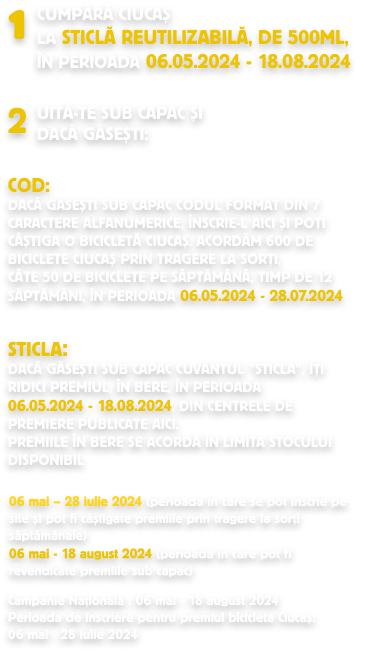 1 CUMPĂRĂ CIUCAȘ
LA STICLĂ REUTILIZABILĂ, DE 500ML,
ÎN PERIOADA 06.05.2024 - 18.08.2024
2 UITĂ-TE SUB CAPAC ȘI
DACĂ GĂSEȘTI:
COD:
DACĂ GĂSEȘTI SUB CAPAC CODUL FORMAT DIN 7
CARACTERE ALFANUMERICE, ÎNSCRIE-L AICI ȘI POȚI
CÂȘTIGA O BICICLETĂ CIUCAȘ. ACORDĂM 600 DE
BICICLETE CIUCAȘ PRIN TRAGERE LA SORȚI,
CÂTE 50 DE BICICLETE PE SĂPTĂMÂNĂ, TIMP DE 12
SĂPTĂMÂNI, ÎN PERIOADA 06.05.2024 - 28.07.2024
STICLA:
DACĂ GĂSEȘTI SUB CAPAC CUVÂNTUL "STICLA", ÎȚI
RIDICI PREMIUL, ÎN BERE, ÎN PERIOADA
06.05.2024 - 18.08.2024, DIN CENTRELE DE
PREMIERE PUBLICATE AICI.
PREMIILE ÎN BERE SE ACORDĂ ÎN LIMITA STOCULUI
DISPONIBIL
06 mai – 28 iulie 2024 (perioada în care se pot înscrie pe
site și pot fi câștigate premiile prin tragere la sorți
săptămânale)
06 mai - 18 august 2024 (perioada în care pot fi
revendicate premiile sub capac)
Campanie Națională : 06 mai - 18 august 2024
Perioada de înscriere pentru premiul bicicleta Ciucaș:
06 mai - 28 iulie 2024